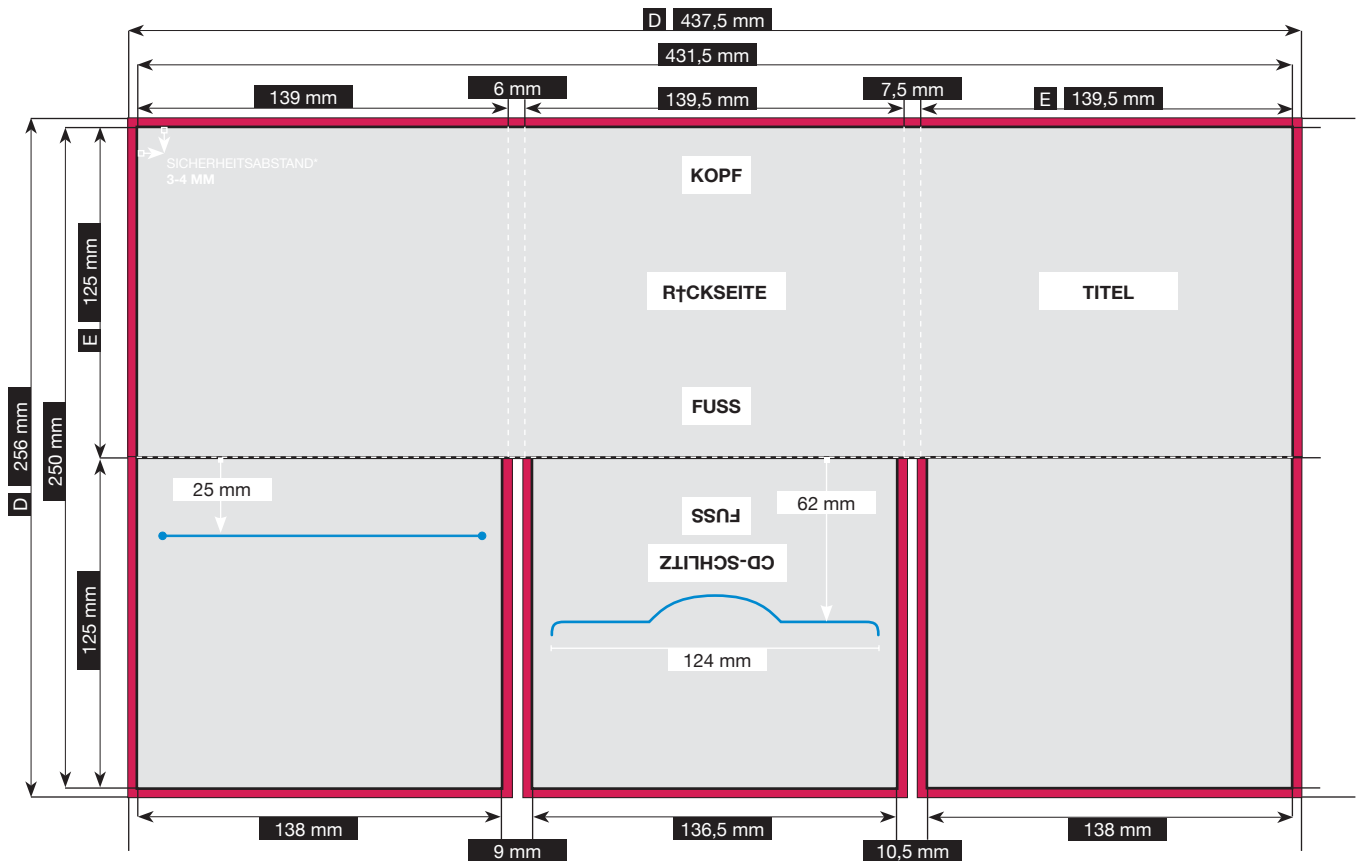 D 437,5 mm
431,5 mm
139 mm
6 mm
139,5 mm
7,5 mm
E 139,5 mm
SICHERHEITSABSTAND*
3-4 MM
KOPF
125 mm
E
R†CKSEITE
TITEL
FUSS
256 mm
D
250 mm
25 mm
62 mm
FUSS
CD-SCHLITZ
125 mm
124 mm
138 mm
9 mm
136,5 mm
10,5 mm
138 mm